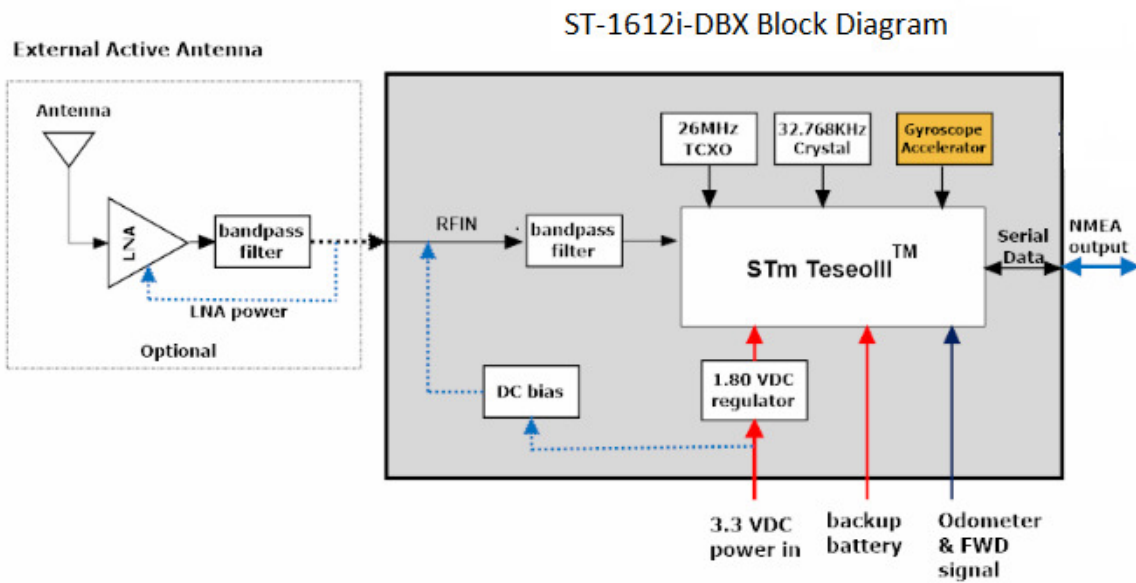 ST-1612i-DBX Block Diagram
External Active Antenna
Antenna
LNA
bandpass
filter
LNA power
Optional
RFIN
bandpass
filter
26MHz
TCXO
32.768KHz
Crystal
Gyroscope
Accelerator
STm TeseoIII™
Serial
Data
NMEA
output
DC bias
1.80 VDC
regulator
3.3 VDC
power in
backup
battery
Odometer
& FWD
signal